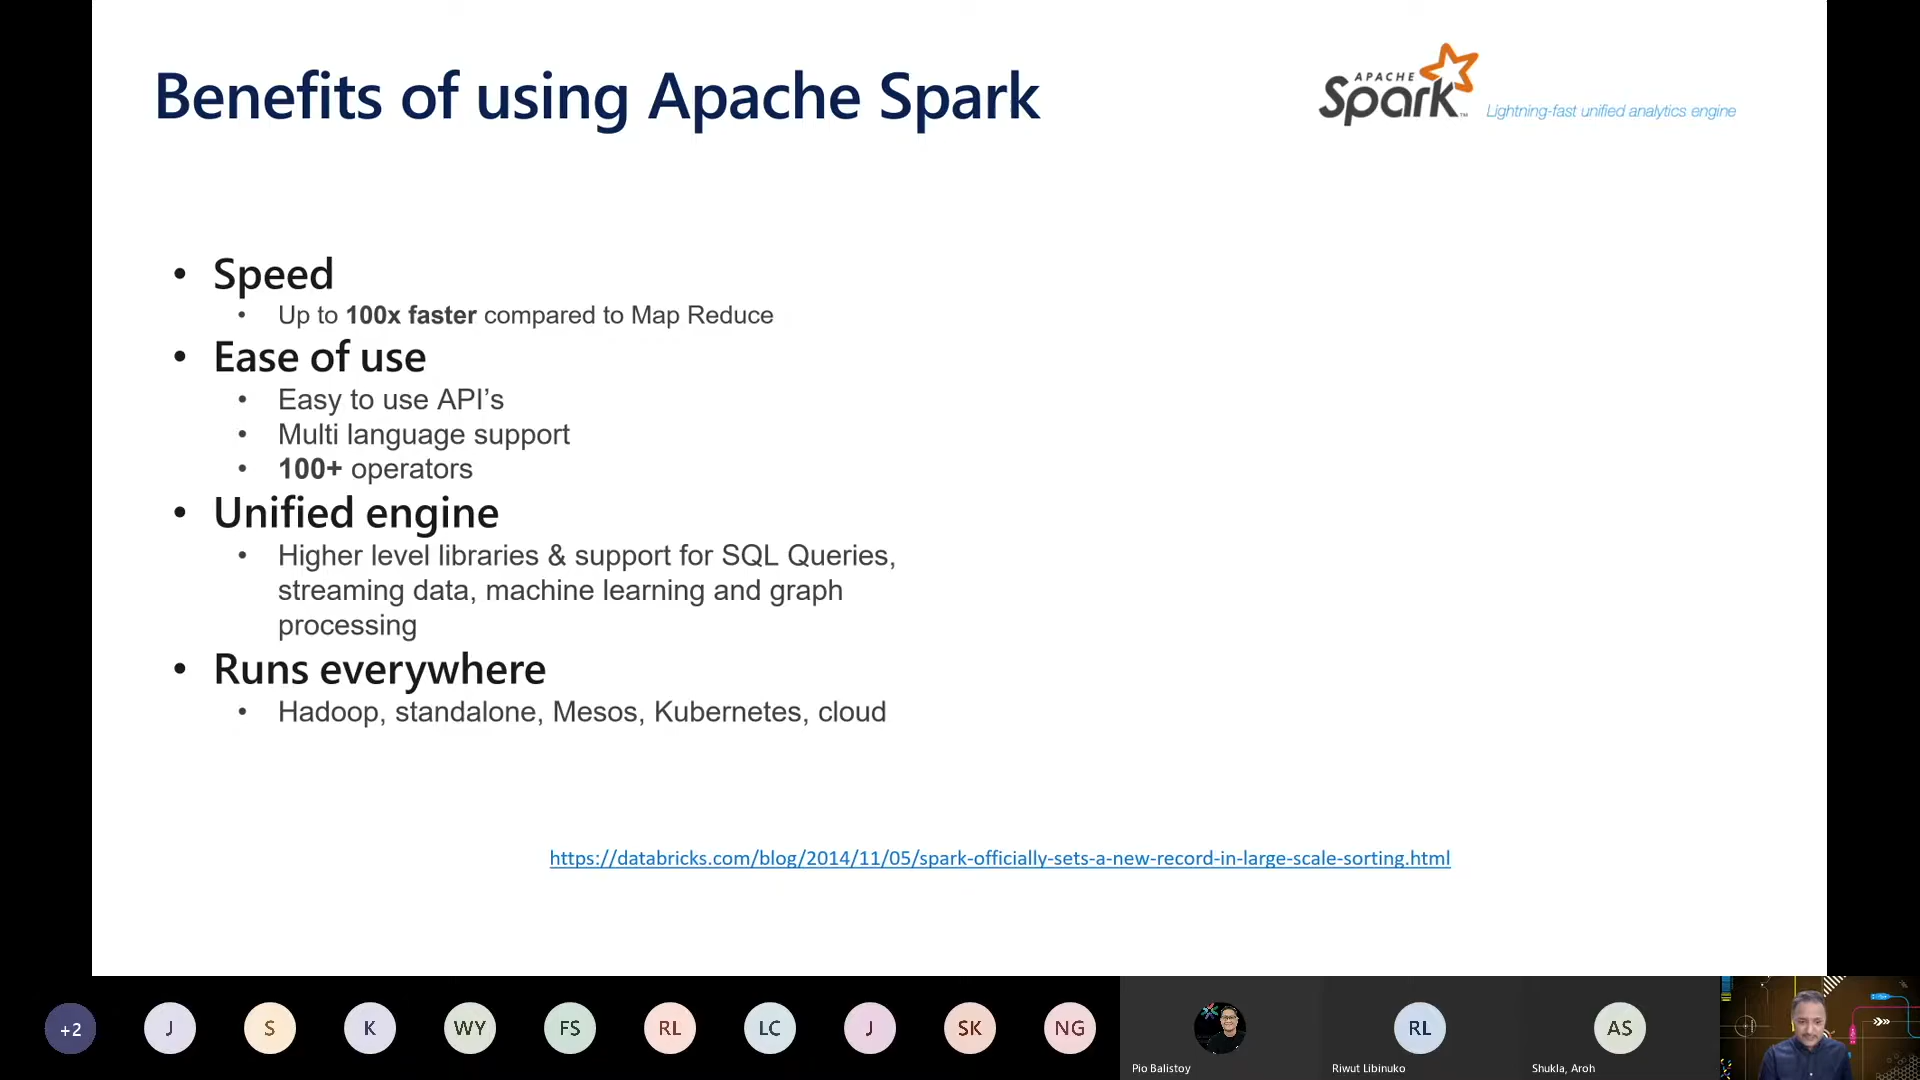 Benefits of using Apache Spark
APACHE
Spark™
Lightning-fast unified analytics engine
• Speed
• Up to 100x faster compared to Map Reduce
• Ease of use
• Easy to use API’s
• Multi language support
• 100+ operators
• Unified engine
• Higher level libraries & support for SQL Queries,
streaming data, machine learning and graph
processing
• Runs everywhere
• Hadoop, standalone, Mesos, Kubernetes, cloud
https://databricks.com/blog/2014/11/05/spark-officially-sets-a-new-record-in-large-scale-sorting.html
+2
J
S
K
WY
FS
RL
LC
J
SK
NG
Pio Balistoy
RL
Riwut Libinuko
AS
Shukla, Aroh